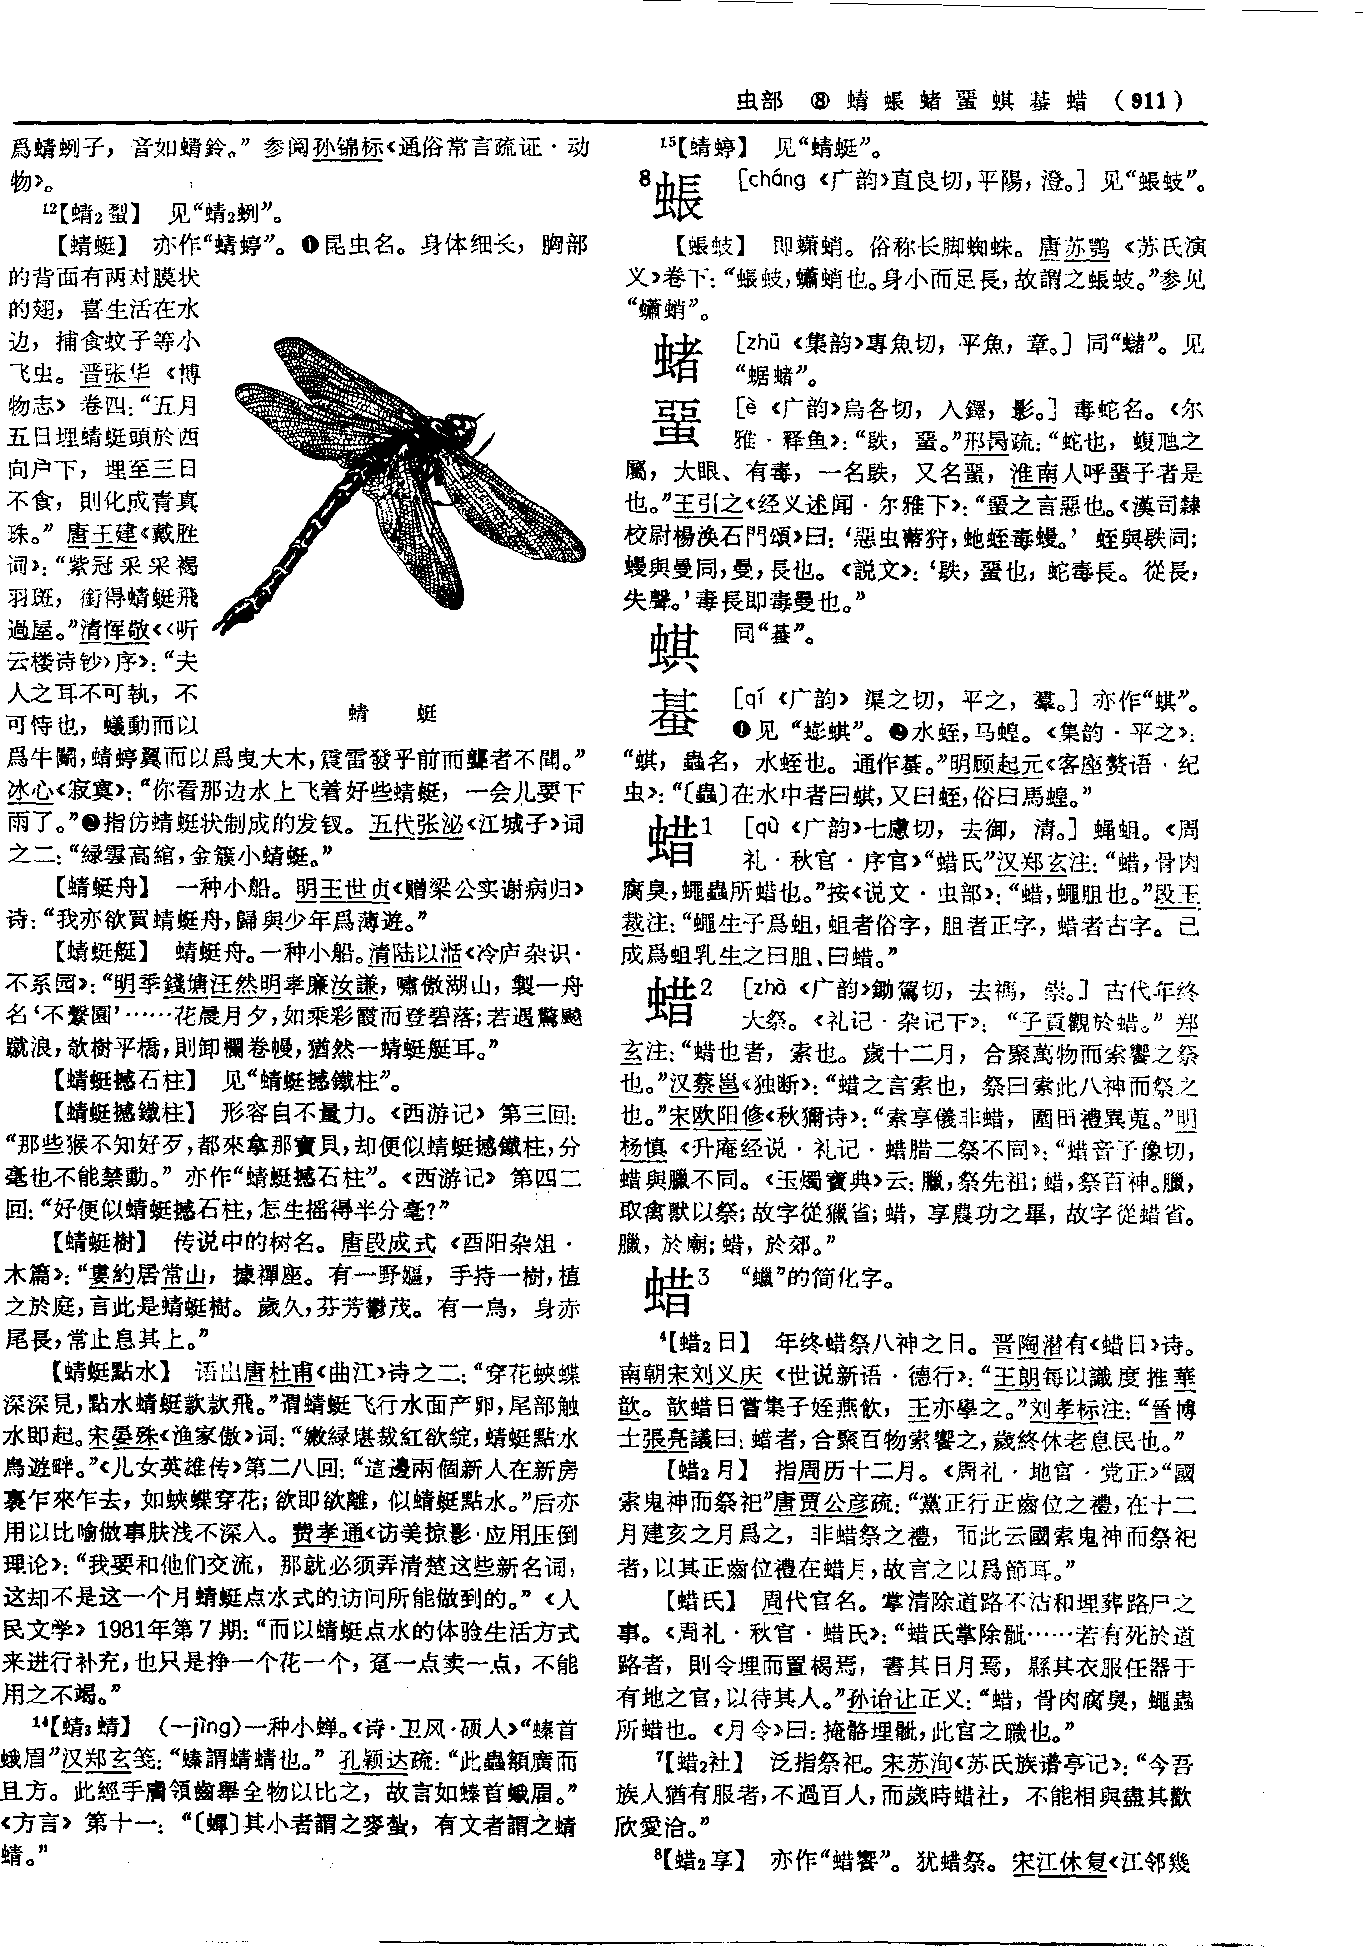 虫部 ⑧ 蜻 蜄 蝫 蝁 蜞 蜝 蜡 (911)
爲蜻蛚子，音如蜻鈴。”参阅孙锦标《通俗常言疏证·动
物》。
¹²【蜻₂蛪】 见“蜻₂蛚”。
【蜻蜓】 亦作“蜻蝏”。❶昆虫名。身体细长，胸部
的背面有两对膜状
的翅，喜生活在水
边，捕食蚊子等小
飞虫。晋张华《博
物志》卷四：“五月
五日埋蜻蜓頭於西
向户下，埋至三日
不食，則化成青真
珠。”唐王建《戴胜
词》：“紫冠采采褐
羽斑，銜得蜻蜓飛
過屋。”清恽敬《〈听
云楼诗钞〉序》：“夫
人之耳不可執，不
可恃也，蟻動而以
爲牛鬭，蜻蝏翼而以爲曳大木，震雷發乎前而聾者不聞。”
冰心《寂寞》：“你看那边水上飞着好些蜻蜓，一会儿要下
雨了。”❷指仿蜻蜓状制成的发钗。五代张泌《江城子》词
之二：“緑雲高綰，金簇小蜻蜓。”
蜻 蜓
【蜻蜓舟】 一种小船。明王世贞《赠梁公实谢病归》
诗：“我亦欲買蜻蜓舟，歸與少年爲薄遊。”
【蜻蜓艇】 蜻蜓舟。一种小船。清陆以湉《冷庐杂识·
不系园》：“明季錢塘汪然明孝廉汝謙，嘯傲湖山，製一舟
名‘不繫園’……花晨月夕，如乘彩霞而登碧落；若遇驚飈
蹴浪，欹樹平橋，則卸欄卷幔，猶然一蜻蜓艇耳。”
【蜻蜓撼石柱】 见“蜻蜓撼鐵柱”。
【蜻蜓撼鐵柱】 形容自不量力。《西游记》第三回：
“那些猴不知好歹，都來拿那寶貝，却便似蜻蜓撼鐵柱，分
毫也不能禁動。”亦作“蜻蜓撼石柱”。《西游记》第四二
回：“好便似蜻蜓撼石柱，怎生摇得半分毫？”
【蜻蜓樹】 传说中的树名。唐段成式《酉阳杂俎·
木篇》：“婁約居常山，據禪座。有一野嫗，手持一樹，植
之於庭，言此是蜻蜓樹。歲久，芬芳鬱茂。有一鳥，身赤
尾長，常止息其上。”
【蜻蜓點水】 语出唐杜甫《曲江》诗之二：“穿花蛺蝶
深深見，點水蜻蜓款款飛。”谓蜻蜓飞行水面产卵，尾部触
水即起。宋晏殊《渔家傲》词：“嫩緑堪裁紅欲綻，蜻蜓點水
鳥遊畔。”《儿女英雄传》第二八回：“這邊兩個新人在新房
裏乍來乍去，如蛺蝶穿花；欲即欲離，似蜻蜓點水。”后亦
用以比喻做事肤浅不深入。费孝通《访美掠影·应用压倒
理论》：“我要和他们交流，那就必须弄清楚这些新名词，
这却不是这一个月蜻蜓点水式的访问所能做到的。”《人
民文学》1981年第7期：“而以蜻蜓点水的体验生活方式
来进行补充，也只是挣一个花一个，趸一点卖一点，不能
用之不竭。”
¹⁴【蜻₃蜻】 （—jǐng）一种小蝉。《诗·卫风·硕人》“螓首
蛾眉”汉郑玄笺：“螓謂蜻蜻也。”孔颖达疏：“此蟲額廣而
且方。此經手膚領齒舉全物以比之，故言如螓首蛾眉。”
《方言》第十一：“〔蟬〕其小者謂之麥蚻，有文者謂之蜻
蜻。”
¹⁵【蜻蝏】 见“蜻蜓”。
⁸蜄 [cháng《广韵》直良切，平陽，澄。] 见“蜄蚑”。
【蜄蚑】 即蟏蛸。俗称长脚蜘蛛。唐苏鹗《苏氏演
义》卷下：“蜄蚑，蠨蛸也。身小而足長，故謂之蜄蚑。”参见
“蠨蛸”。
蝫 [zhū《集韵》專魚切，平魚，章。] 同“蠩”。见
“蜛蝫”。
蝁 [è《广韵》烏各切，入鐸，影。] 毒蛇名。《尔
雅·释鱼》：“镻，蝁。”邢昺疏：“蛇也，蝮虺之
屬，大眼、有毒，一名镻，又名蝁，淮南人呼蝁子者是
也。”王引之《经义述闻·尔雅下》：“蝁之言惡也。《漢司隸
校尉楊涣石門頌》曰：‘惡虫蔽狩，虵蛭毒蟃。’蛭與镻同；
蟃與曼同，曼，長也。《說文》：‘镻，蝁也，蛇毒長。從長，
失聲。’毒長即毒曼也。”
蜞 同“蜝”。
蜝 [qí《广韵》渠之切，平之，羣。] 亦作“蜞”。
❶见“蟛蜞”。❷水蛭，马蝗。《集韵·平之》：
“蜞，蟲名，水蛭也。通作蜝。”明顾起元《客座赘语·纪
虫》：“〔蟲〕在水中者曰蜞，又曰蛭，俗曰馬蝗。”
蜡¹ [qù《广韵》七慮切，去御，清。] 蝇蛆。《周
礼·秋官·序官》“蜡氏”汉郑玄注：“蜡，骨肉
腐臭，蠅蟲所蜡也。”按《说文·虫部》：“蜡，蠅胆也。”段玉
裁注：“蠅生子爲蛆，蛆者俗字，胆者正字，蜡者古字。已
成爲蛆乳生之曰胆、曰蜡。”
蜡² [zhà《广韵》鋤駕切，去禡，崇。] 古代年终
大祭。《礼记·杂记下》：“子貢觀於蜡。”郑
玄注：“蜡也者，索也。歲十二月，合聚萬物而索饗之祭
也。”汉蔡邕《独断》：“蜡之言索也，祭曰索此八神而祭之
也。”宋欧阳修《秋獮诗》：“索享儀非蜡，圍田禮異蒐。”明
杨慎《升庵经说·礼记·蜡腊二祭不同》：“蜡音子像切，
蜡與臘不同。《玉燭寶典》云：臘，祭先祖；蜡，祭百神。臘，
取禽獸以祭；故字從獵省；蜡，享農功之畢，故字從蜡省。
臘，於廟；蜡，於郊。”
蜡³ “蠟”的简化字。
⁴【蜡₂日】 年终蜡祭八神之日。晋陶潜有《蜡日》诗。
南朝宋刘义庆《世说新语·德行》：“王朗每以識度推華
歆。歆蜡日嘗集子姪燕飲，王亦學之。”刘孝标注：“晉博
士張亮議曰：蜡者，合聚百物索饗之，歲終休老息民也。”
【蜡₂月】 指周历十二月。《周礼·地官·党正》“國
索鬼神而祭祀”唐贾公彦疏：“黨正行正齒位之禮，在十二
月建亥之月爲之，非蜡祭之禮，而此云國索鬼神而祭祀
者，以其正齒位禮在蜡月，故言之以爲節耳。”
【蜡氏】 周代官名。掌清除道路不洁和埋葬路尸之
事。《周礼·秋官·蜡氏》：“蜡氏掌除骴……若有死於道
路者，則令埋而置楬焉，書其日月焉，縣其衣服任器于
有地之官，以待其人。”孙诒让正义：“蜡，骨肉腐臭，蠅蟲
所蜡也。《月令》曰：掩骼埋骴，此官之職也。”
⁷【蜡₂社】 泛指祭祀。宋苏洵《苏氏族谱亭记》：“今吾
族人猶有服者，不過百人，而歲時蜡社，不能相與盡其歡
欣愛洽。”
⁸【蜡₂享】 亦作“蜡饗”。犹蜡祭。宋江休复《江邻幾